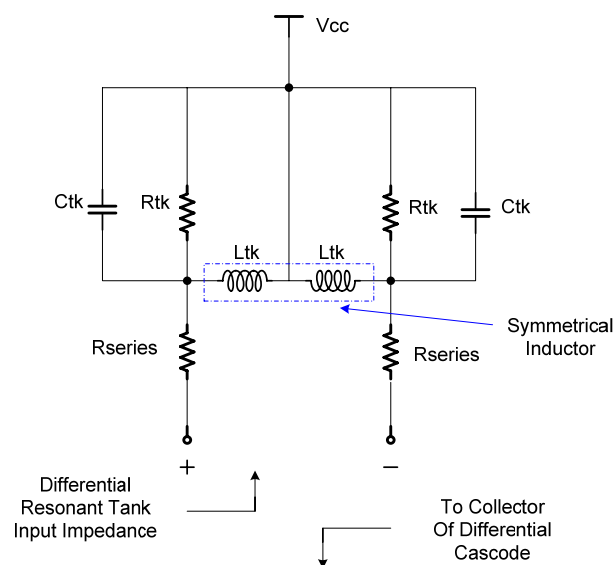 Vcc
Ctk
Rtk
Rtk
Ctk
Ltk
Ltk
Symmetrical
Inductor
Rseries
Rseries
+
−
Differential
Resonant Tank
Input Impedance
To Collector
Of Differential
Cascode